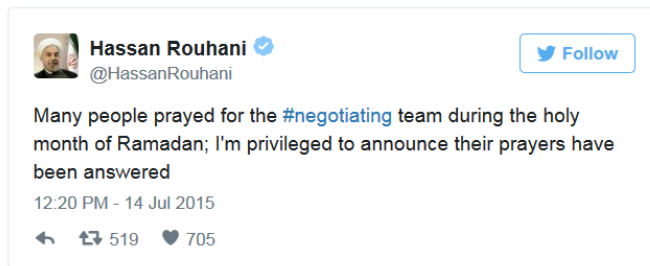 Hassan Rouhani
@HassanRouhani
Follow
Many people prayed for the #negotiating team during the holy
month of Ramadan; I'm privileged to announce their prayers have
been answered
12:20 PM - 14 Jul 2015
519 705